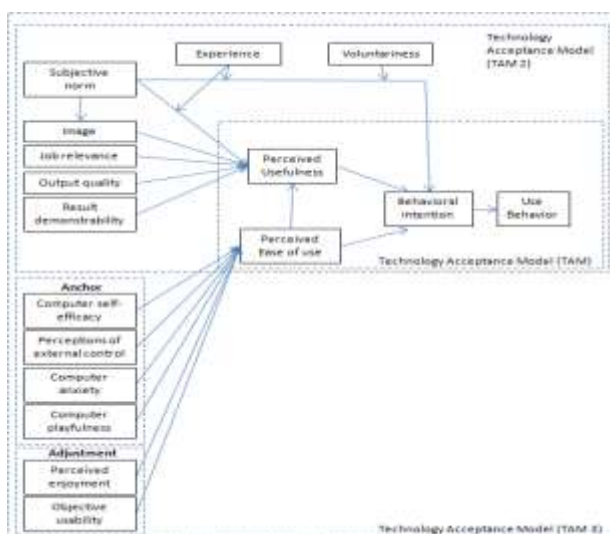 Technology
Acceptance Model
(TAM 2)
Experience
Voluntariness
Subjective
norm
Image
Job relevance
Output quality
Result
demonstrability
Perceived
Usefulness
Behavioral
Intention
Use
Behavior
Perceived
Ease of use
Technology Acceptance Model (TAM)
Anchor
Computer self-
efficacy
Perceptions of
external control
Computer
anxiety
Computer
playfulness
Adjustment
Perceived
enjoyment
Objective
usability
Technology Acceptance Model (TAM 3)